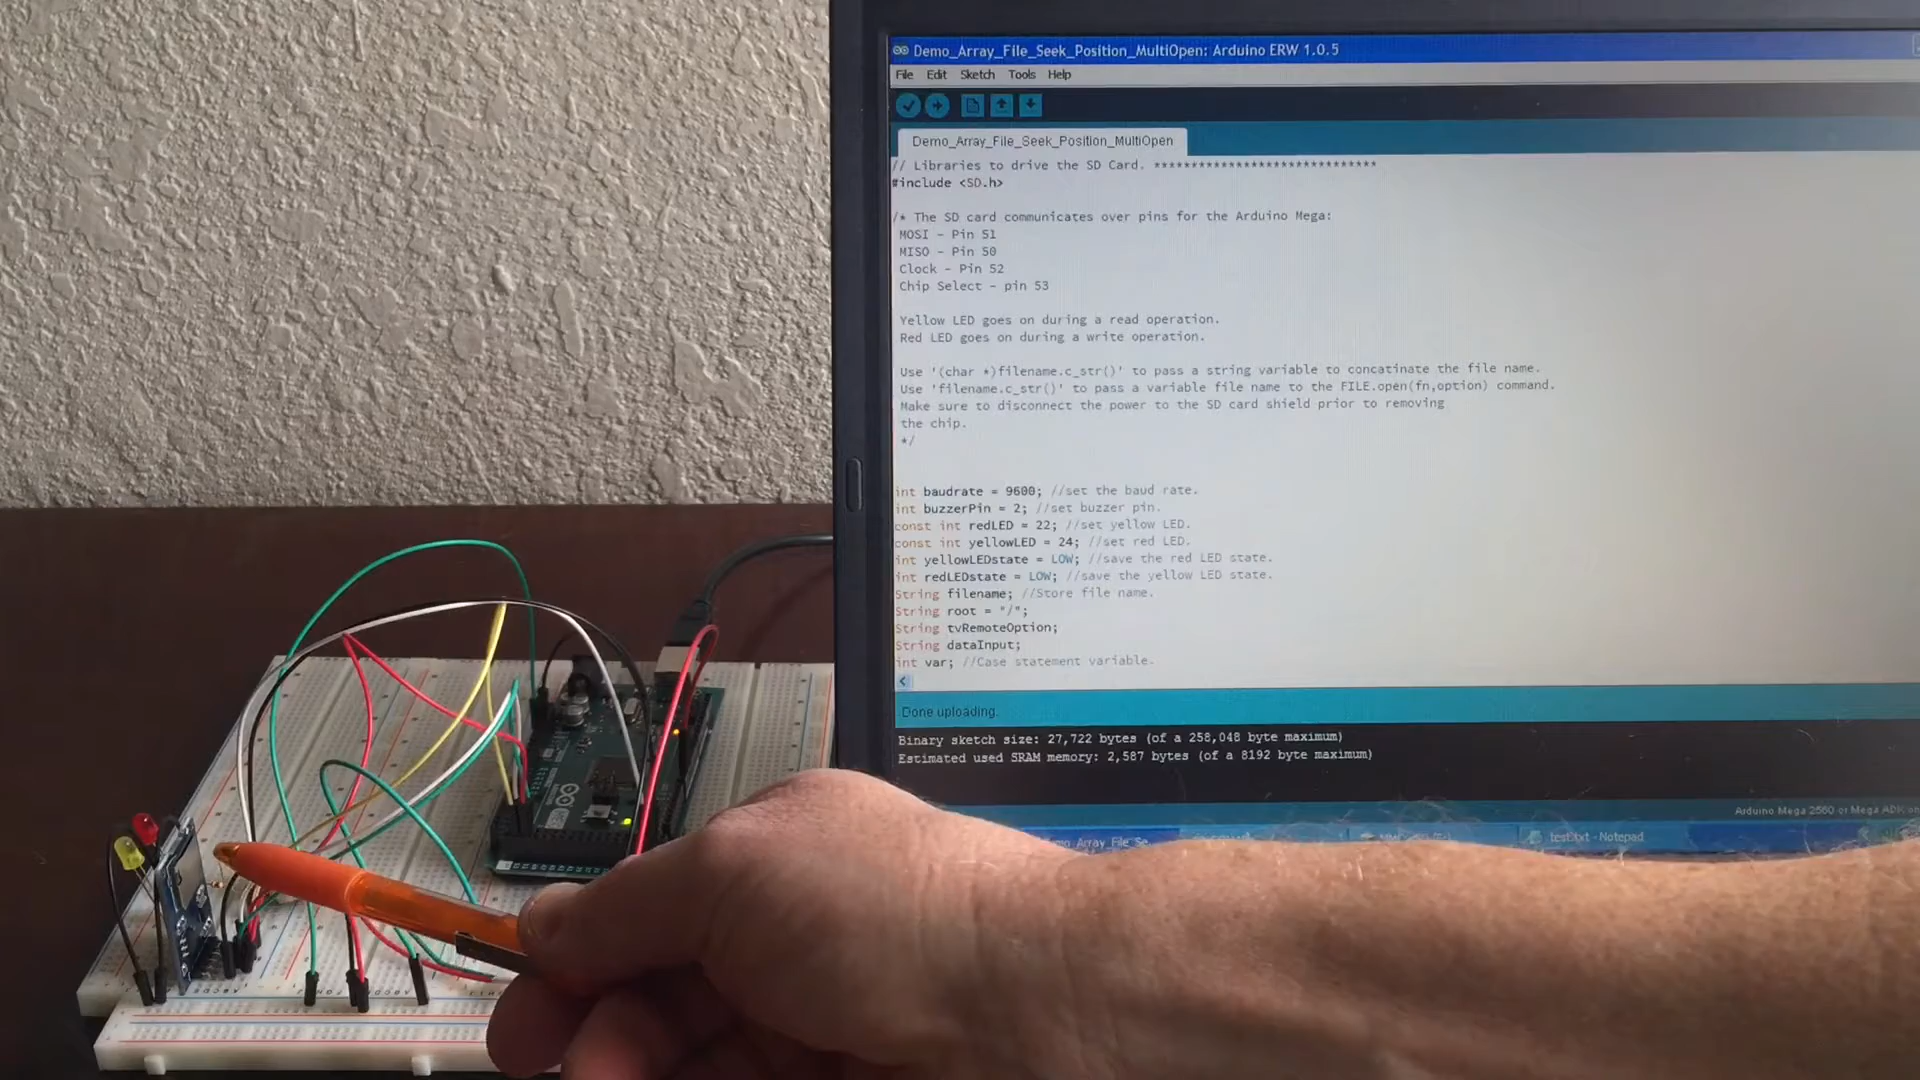 Demo_Array_File_Seek_Position_MultiOpen: Arduino ERW 1.0.5
File Edit Sketch Tools Help
Demo_Array_File_Seek_Position_MultiOpen
// Libraries to drive the SD Card. ******************************
#include <SD.h>
/* The SD card communicates over pins for the Arduino Mega:
MOSI - Pin 51
MISO - Pin 50
Clock - Pin 52
Chip Select - pin 53
Yellow LED goes on during a read operation.
Red LED goes on during a write operation.
Use '(char *)filename.c_str()' to pass a string variable to concatinate the file name.
Use 'filename.c_str()' to pass a variable file name to the FILE.open(fn,option) command.
Make sure to disconnect the power to the SD card shield prior to removing
the chip.
*/
int baudrate = 9600; //set the baud rate.
int buzzerPin = 2; //set buzzer pin.
const int redLED = 22; //set yellow LED.
const int yellowLED = 24; //set red LED.
int yellowLEDstate = LOW; //save the red LED state.
int redLEDstate = LOW; //save the yellow LED state.
String filename; //Store file name.
String root = "/";
String tvRemoteOption;
String dataInput;
int var; //Case statement variable.
Done uploading.
Binary sketch size: 27,722 bytes (of a 258,048 byte maximum)
Estimated used SRAM memory: 2,587 bytes (of a 8192 byte maximum)
Arduino Mega 2560 or Mega ADK on